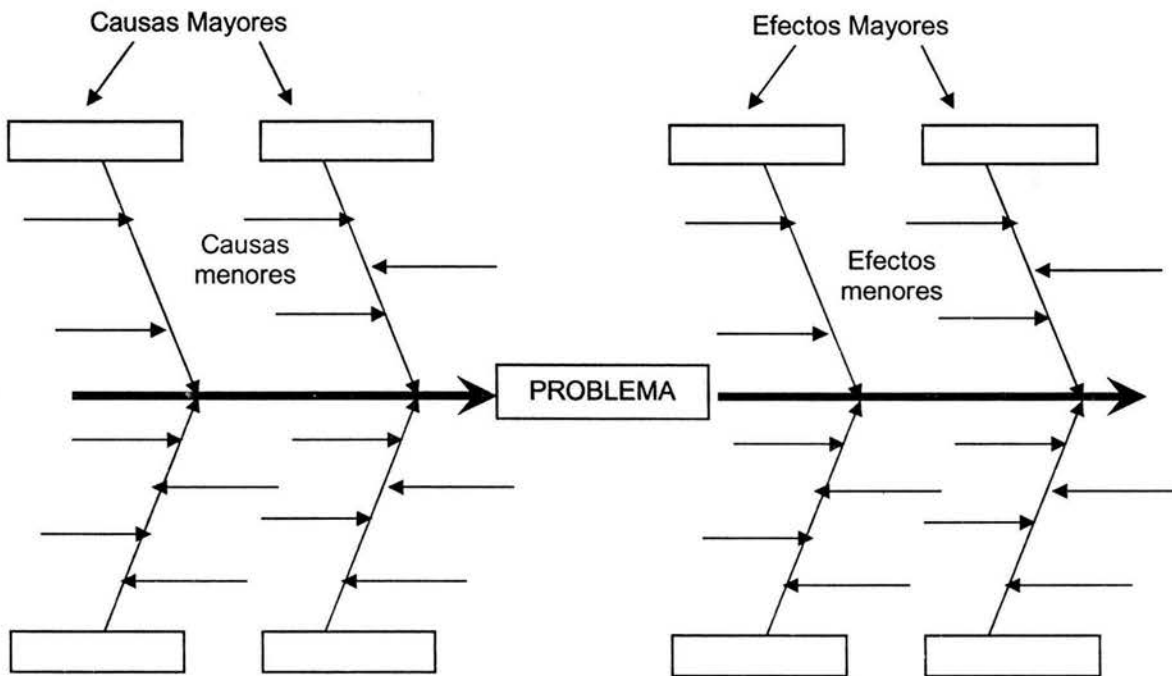 Causas Mayores
Efectos Mayores
Causas
menores
Efectos
menores
PROBLEMA